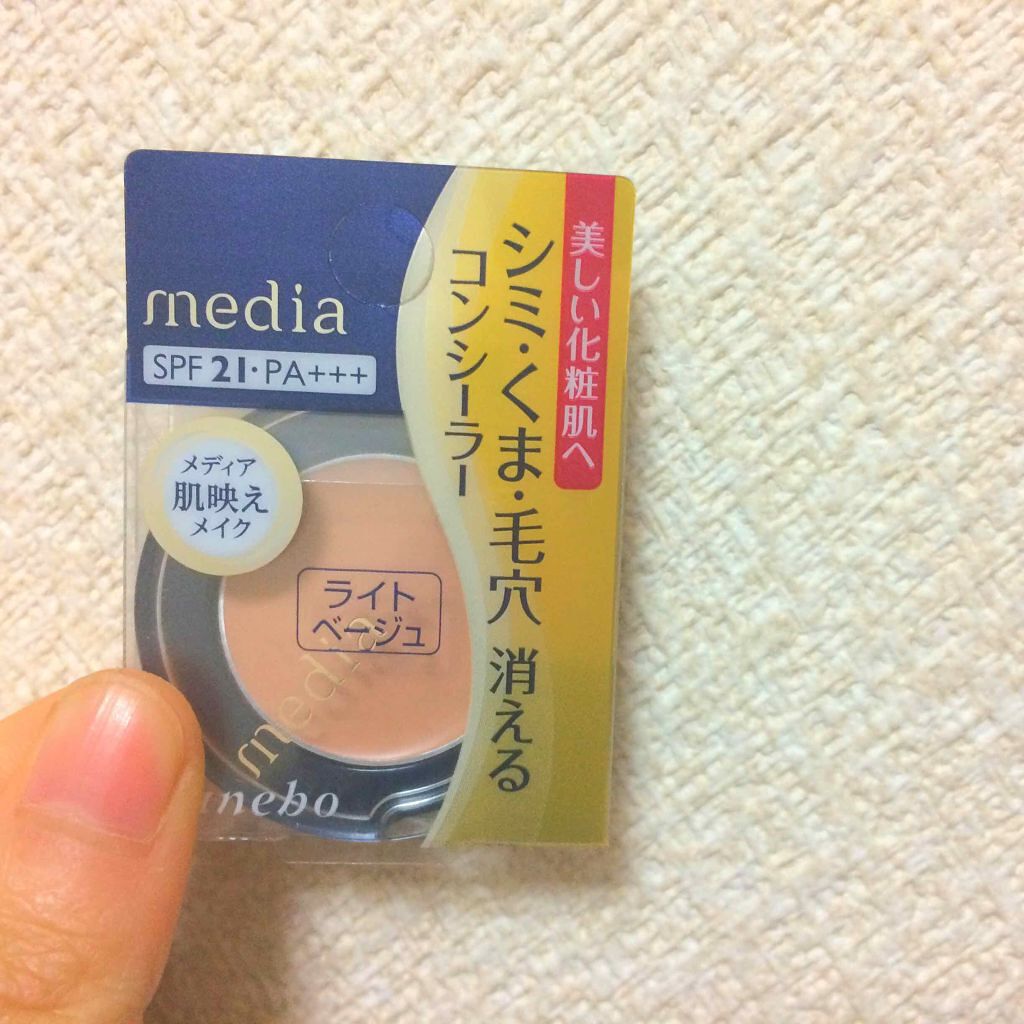 media
SPF 21・PA+++
美しい化粧肌へ
シミ・くま・毛穴 消える
コンシーラー
メディア
肌映え
メイク
ライト
ベージュ
media